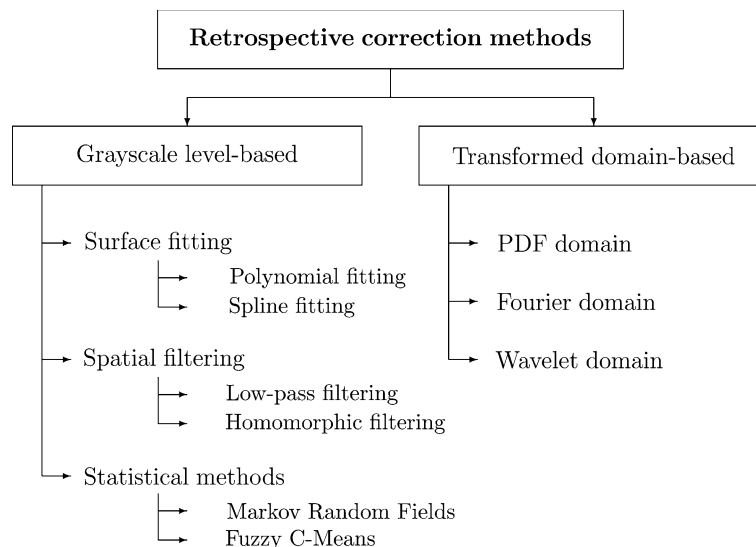 Retrospective correction methods
Grayscale level-based
Transformed domain-based
Surface fitting
Polynomial fitting
Spline fitting
Spatial filtering
Low-pass filtering
Homomorphic filtering
Statistical methods
Markov Random Fields
Fuzzy C-Means
PDF domain
Fourier domain
Wavelet domain